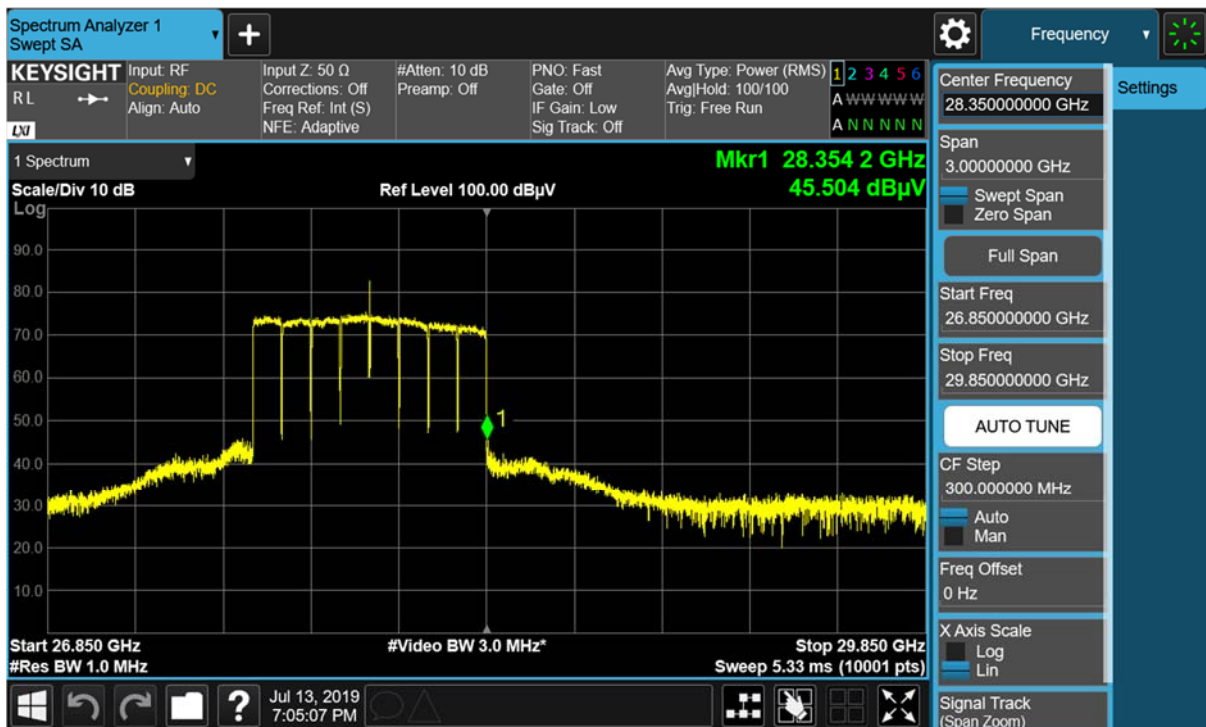 Spectrum Analyzer 1
Swept SA
+
Frequency
KEYSIGHT
R L
LXI
Input: RF
Coupling: DC
Align: Auto
Input Z: 50 Ω
Corrections: Off
Freq Ref: Int (S)
NFE: Adaptive
#Atten: 10 dB
Preamp: Off
PNO: Fast
Gate: Off
IF Gain: Low
Sig Track: Off
Avg Type: Power (RMS)
Avg|Hold: 100/100
Trig: Free Run
1 2 3 4 5 6
A W W W W W
A N N N N N
1 Spectrum
Scale/Div 10 dB
Ref Level 100.00 dBµV
Mkr1 28.354 2 GHz
45.504 dBµV
Log
90.0
80.0
70.0
60.0
50.0
40.0
30.0
20.0
10.0
1
Start 26.850 GHz
#Res BW 1.0 MHz
#Video BW 3.0 MHz*
Stop 29.850 GHz
Sweep 5.33 ms (10001 pts)
?
Jul 13, 2019
7:05:07 PM
Center Frequency
28.350000000 GHz
Span
3.00000000 GHz
Swept Span
Zero Span
Full Span
Start Freq
26.850000000 GHz
Stop Freq
29.850000000 GHz
AUTO TUNE
CF Step
300.000000 MHz
Auto
Man
Freq Offset
0 Hz
X Axis Scale
Log
Lin
Signal Track
(Span Zoom)
Settings